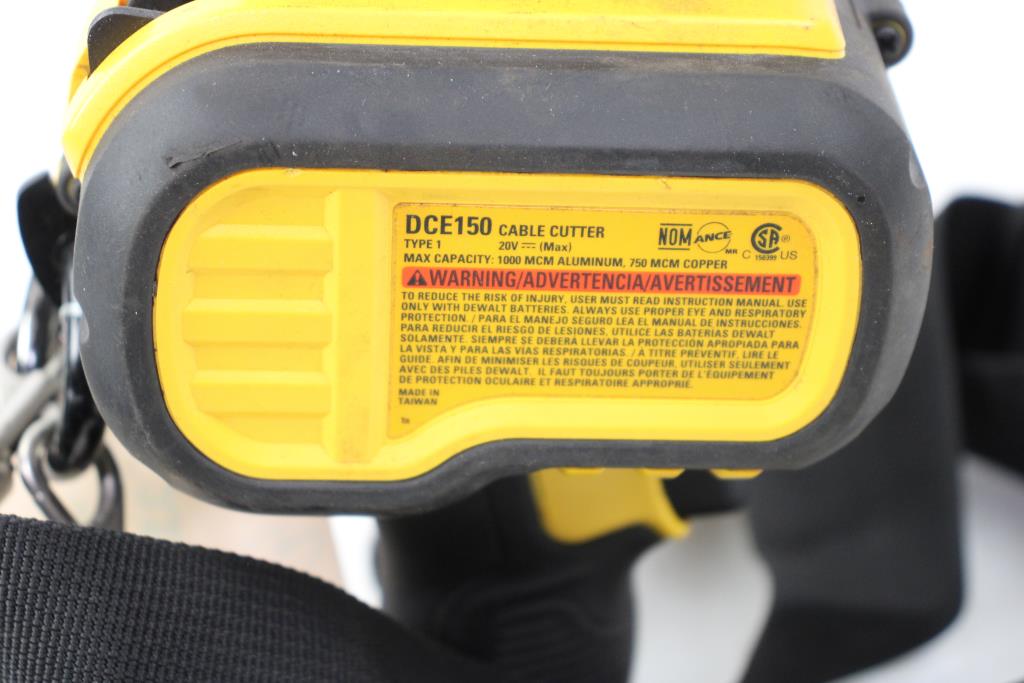 DCE150 CABLE CUTTER
TYPE 1 20V ⎓ (Max)
NOM ANCE MR
C SA ® US
150399
MAX CAPACITY: 1000 MCM ALUMINUM, 750 MCM COPPER
WARNING/ADVERTENCIA/AVERTISSEMENT
TO REDUCE THE RISK OF INJURY, USER MUST READ INSTRUCTION MANUAL. USE
ONLY WITH DEWALT BATTERIES. ALWAYS USE PROPER EYE AND RESPIRATORY
PROTECTION. / PARA EL MANEJO SEGURO LEA EL MANUAL DE INSTRUCCIONES.
PARA REDUCIR EL RIESGO DE LESIONES, UTILICE LAS BATERIAS DEWALT
SOLAMENTE. SIEMPRE SE DEBERA LLEVAR LA PROTECCION APROPIADA PARA
LA VISTA Y PARA LAS VIAS RESPIRATORIAS. / À TITRE PRÉVENTIF, LIRE LE
GUIDE. AFIN DE MINIMISER LES RISQUES DE COUPEUR, UTILISER SEULEMENT
AVEC DES PILES DEWALT. IL FAUT TOUJOURS PORTER DE L'ÉQUIPEMENT
DE PROTECTION OCULAIRE ET RESPIRATOIRE APPROPRIÉ.
MADE IN
TAIWAN